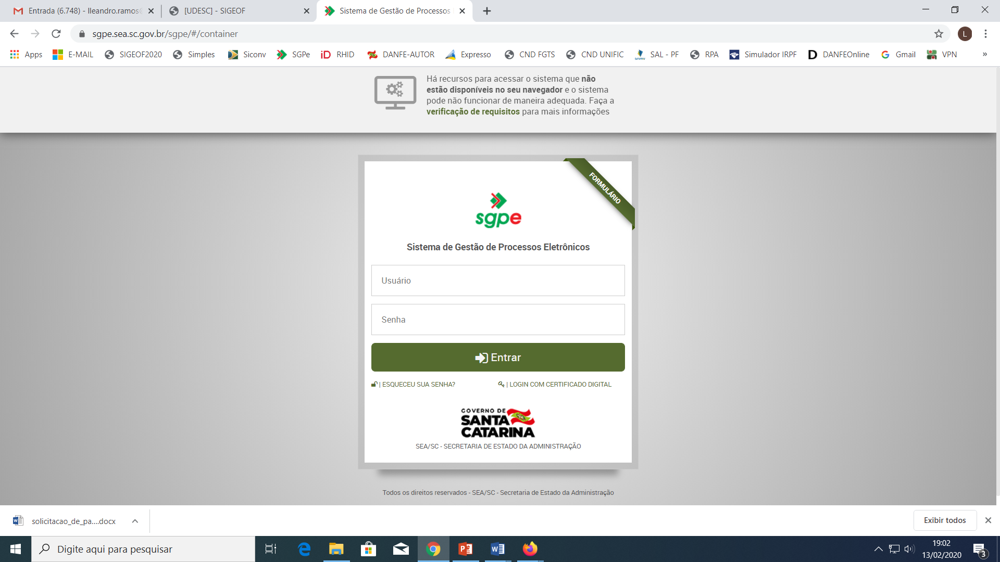 Entrada (6.748) - lleandro.ramos@
[UDESC] - SIGEOF
Sistema de Gestão de Processos
sgpe.sea.sc.gov.br/sgpe/#/container
L
Apps
E-MAIL
SIGEOF2020
Simples
Siconv
SGPe
iD RHID
DANFE-AUTOR
Expresso
CND FGTS
CND UNIFIC
SAL - PF
RPA
Simulador IRPF
D DANFEOnline
G Gmail
VPN
»
Há recursos para acessar o sistema que não
estão disponíveis no seu navegador e o sistema
pode não funcionar de maneira adequada. Faça a
verificação de requisitos para mais informações
FORMULÁRIO
sgpe
Sistema de Gestão de Processos Eletrônicos
Usuário
Senha
Entrar
| ESQUECEU SUA SENHA?
| LOGIN COM CERTIFICADO DIGITAL
GOVERNO DE
SANTA
CATARINA
SEA/SC - SECRETARIA DE ESTADO DA ADMINISTRAÇÃO
Todos os direitos reservados - SEA/SC - Secretaria de Estado da Administração
solicitacao_de_pa....docx
Exibir todos
Digite aqui para pesquisar
19:02
13/02/2020
3